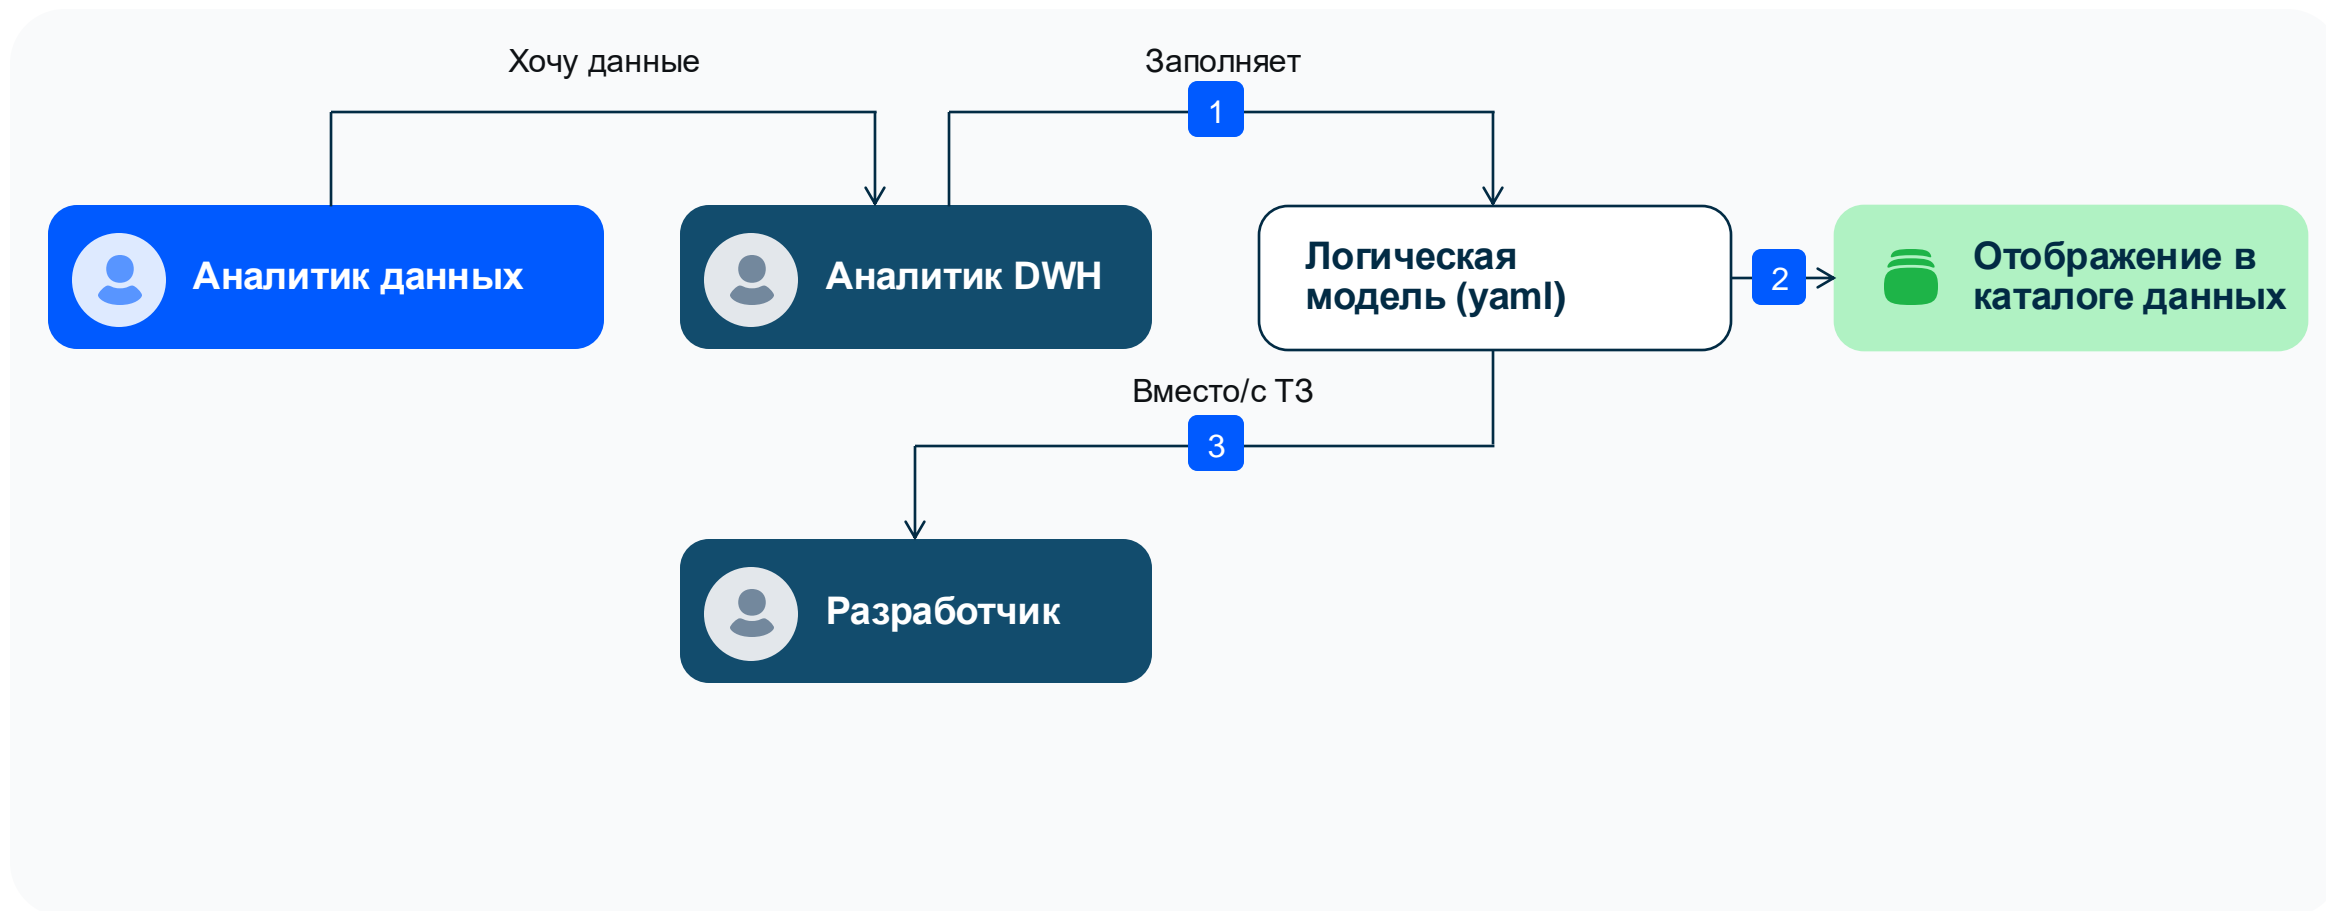 Хочу данные
Заполняет
1
Аналитик данных
Аналитик DWH
Логическая
модель (yaml)
2
Отображение в
каталоге данных
Вместо/с ТЗ
3
Разработчик